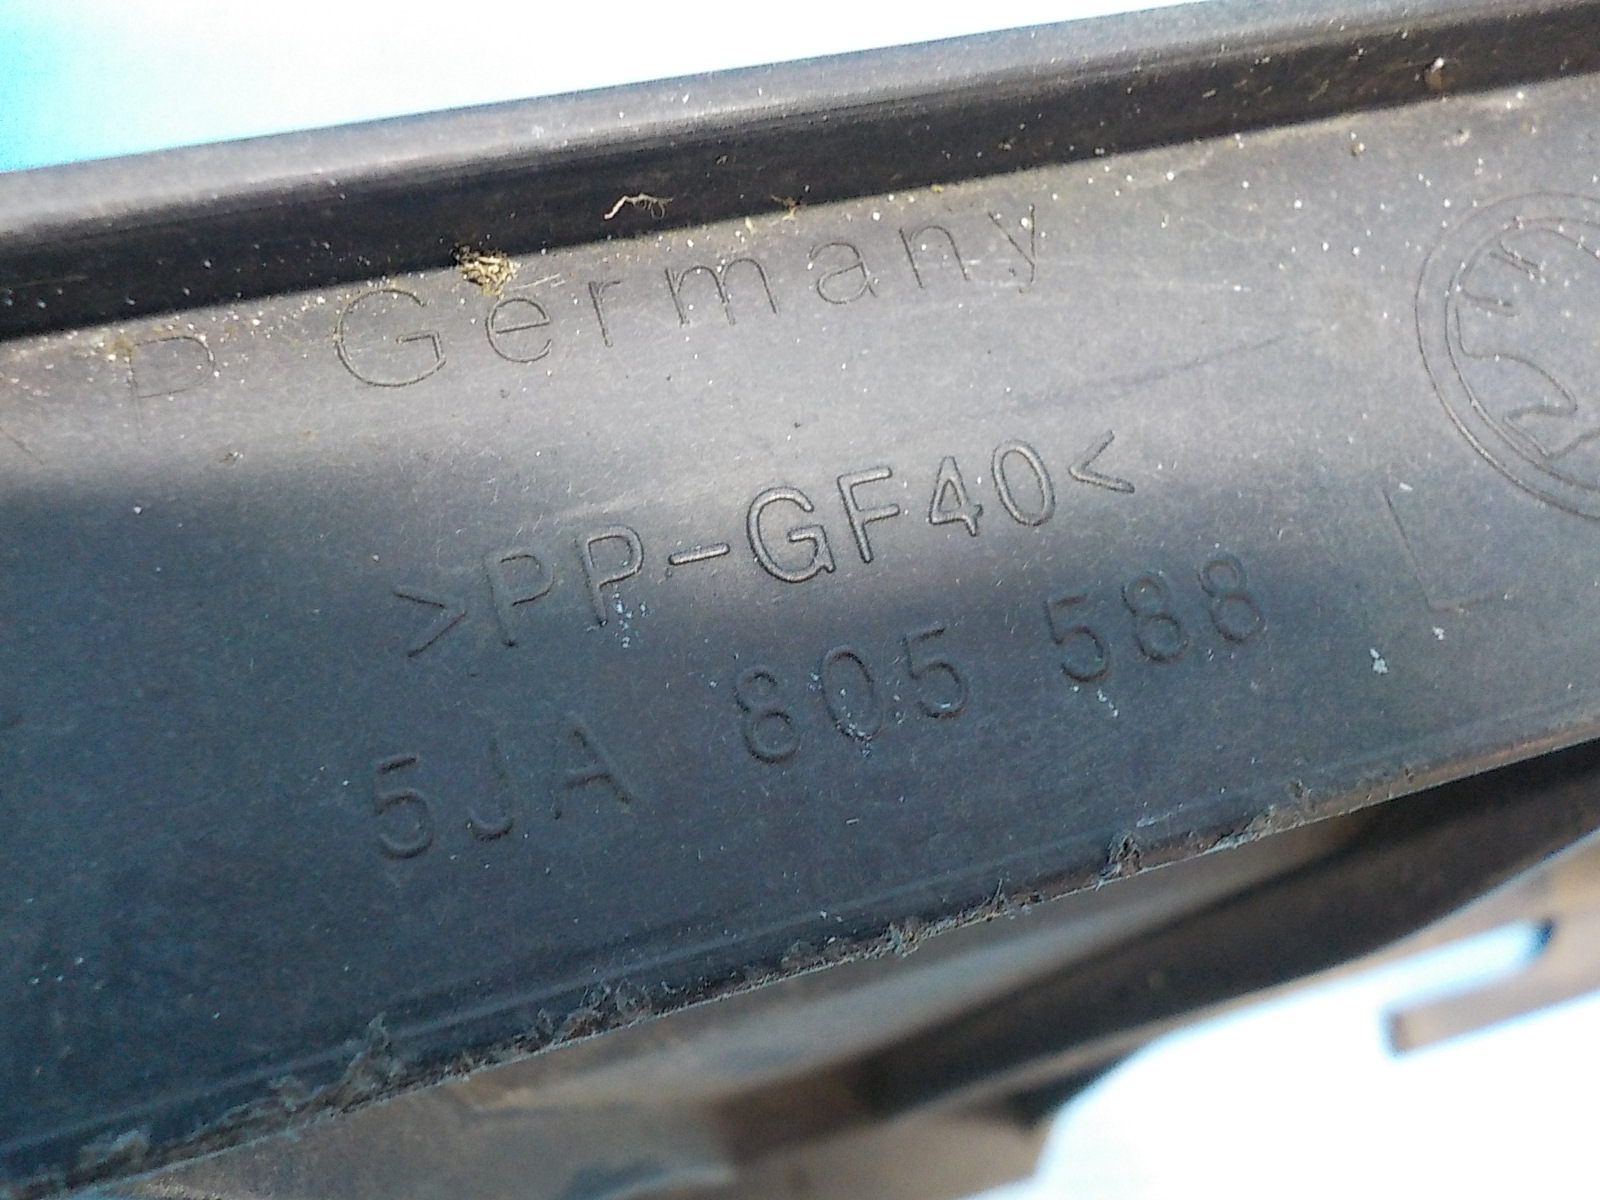 P Germany
>PP-GF40<
5JA 805 588
L